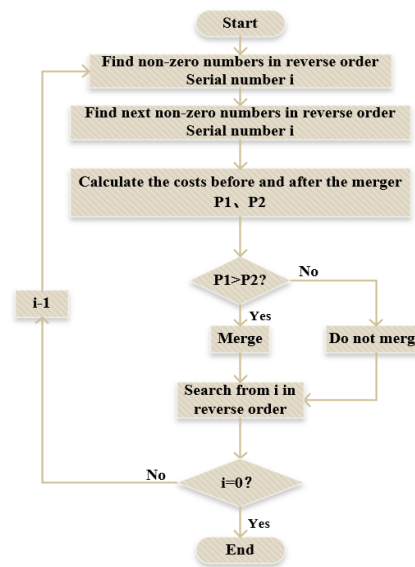 Start
Find non-zero numbers in reverse order
Serial number i
Find next non-zero numbers in reverse order
Serial number i
Calculate the costs before and after the merger
P1、P2
P1>P2?
No
Yes
i-1
Merge
Do not merge
Search from i in
reverse order
No
i=0?
Yes
End